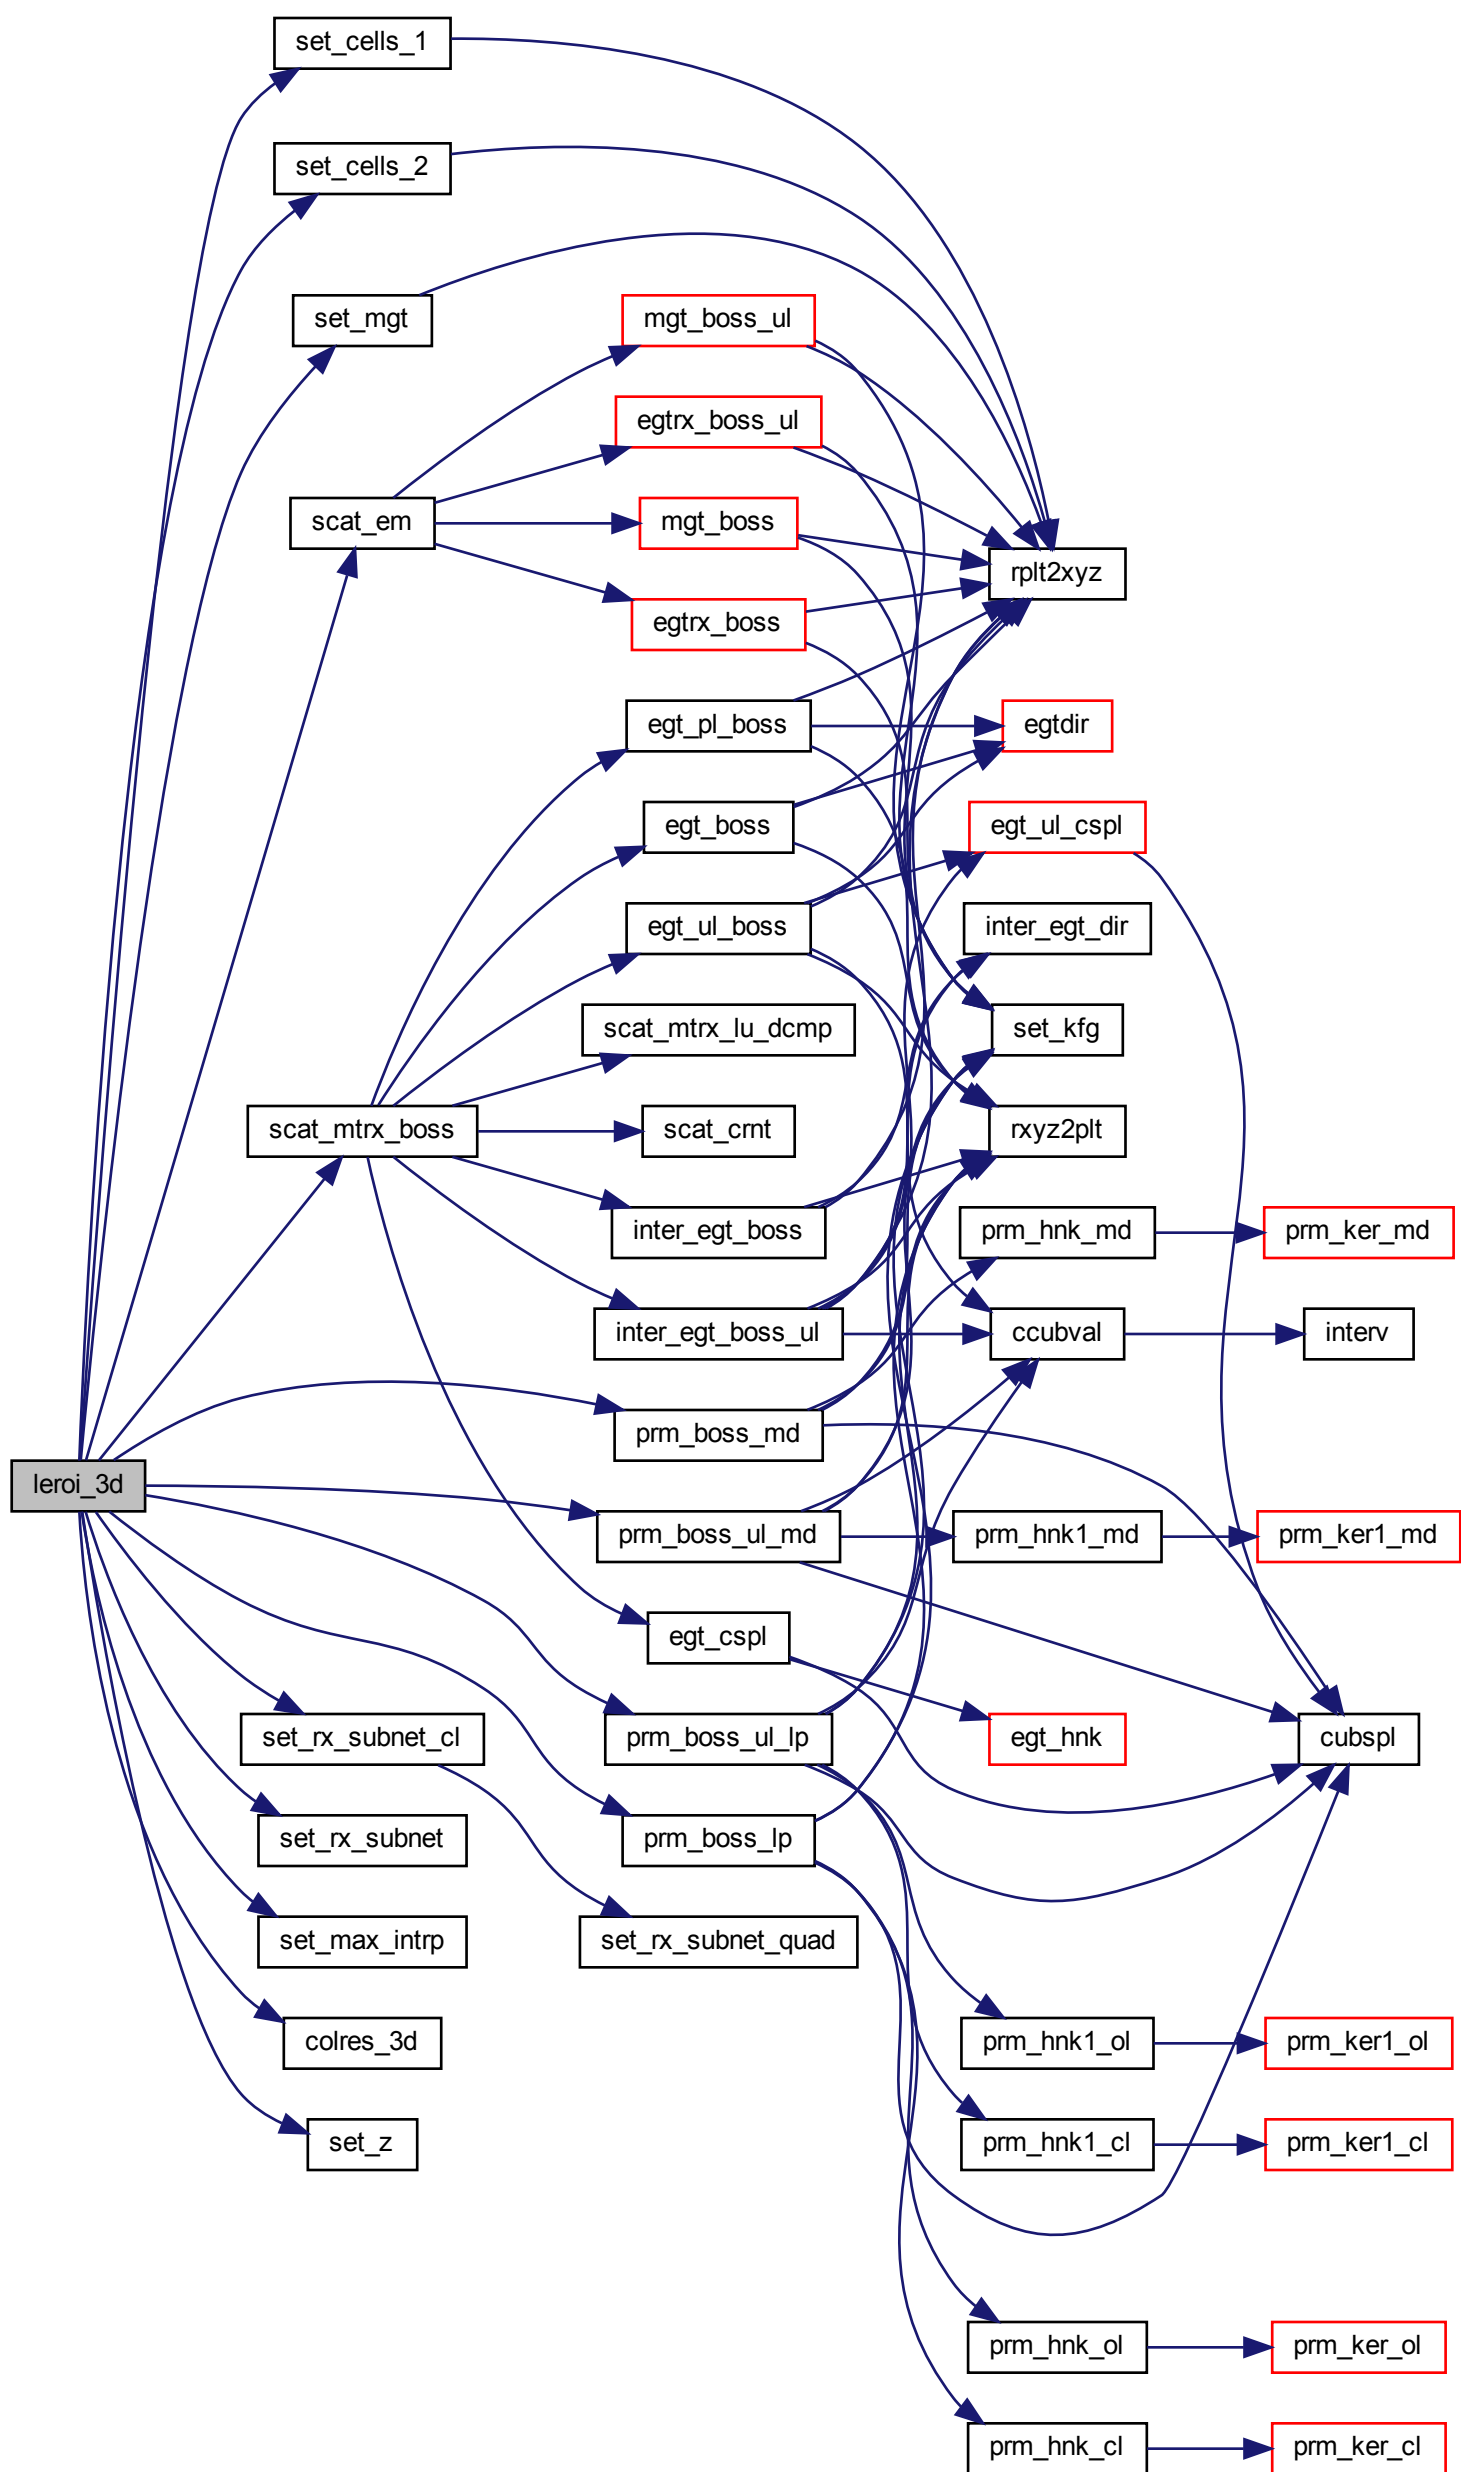 set_cells_1
set_cells_2
set_mgt
mgt_boss_ul
egtrx_boss_ul
scat_em
mgt_boss
rplt2xyz
egtrx_boss
egt_pl_boss
egtdir
egt_boss
egt_ul_cspl
egt_ul_boss
inter_egt_dir
scat_mtrx_lu_dcmp
set_kfg
scat_mtrx_boss
scat_crnt
rxyz2plt
inter_egt_boss
prm_hnk_md
prm_ker_md
inter_egt_boss_ul
ccubval
interv
prm_boss_md
leroi_3d
prm_boss_ul_md
prm_hnk1_md
prm_ker1_md
egt_cspl
set_rx_subnet_cl
prm_boss_ul_lp
egt_hnk
cubspl
set_rx_subnet
prm_boss_lp
set_max_intrp
set_rx_subnet_quad
colres_3d
prm_hnk1_ol
prm_ker1_ol
set_z
prm_hnk1_cl
prm_ker1_cl
prm_hnk_ol
prm_ker_ol
prm_hnk_cl
prm_ker_cl